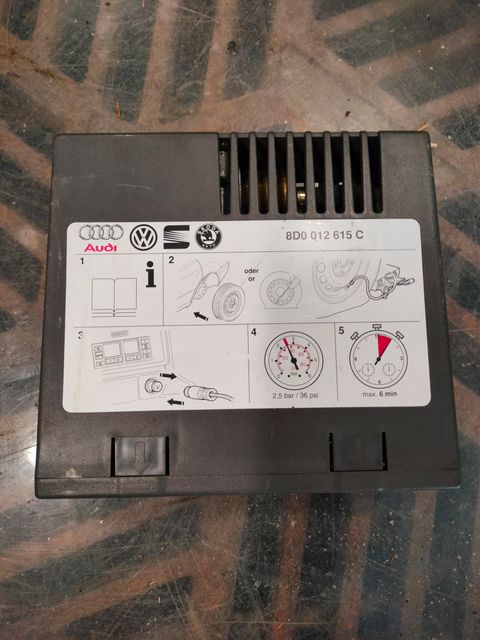 Audi
8D0 012 615 C
1
i
2
oder
or
3
4
2,5 bar / 36 psi
5
max. 6 min